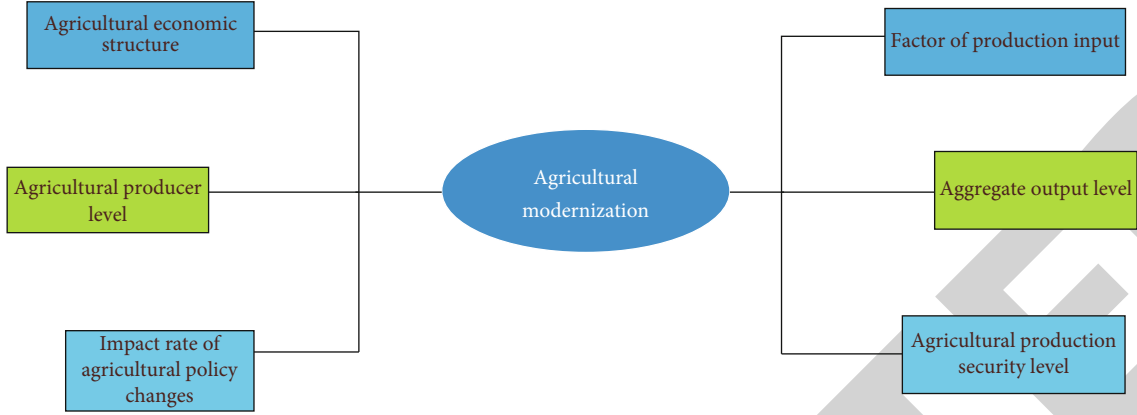 Agricultural economic
structure
Agricultural producer
level
Impact rate of
agricultural policy
changes
Agricultural
modernization
Factor of production input
Aggregate output level
Agricultural production
security level